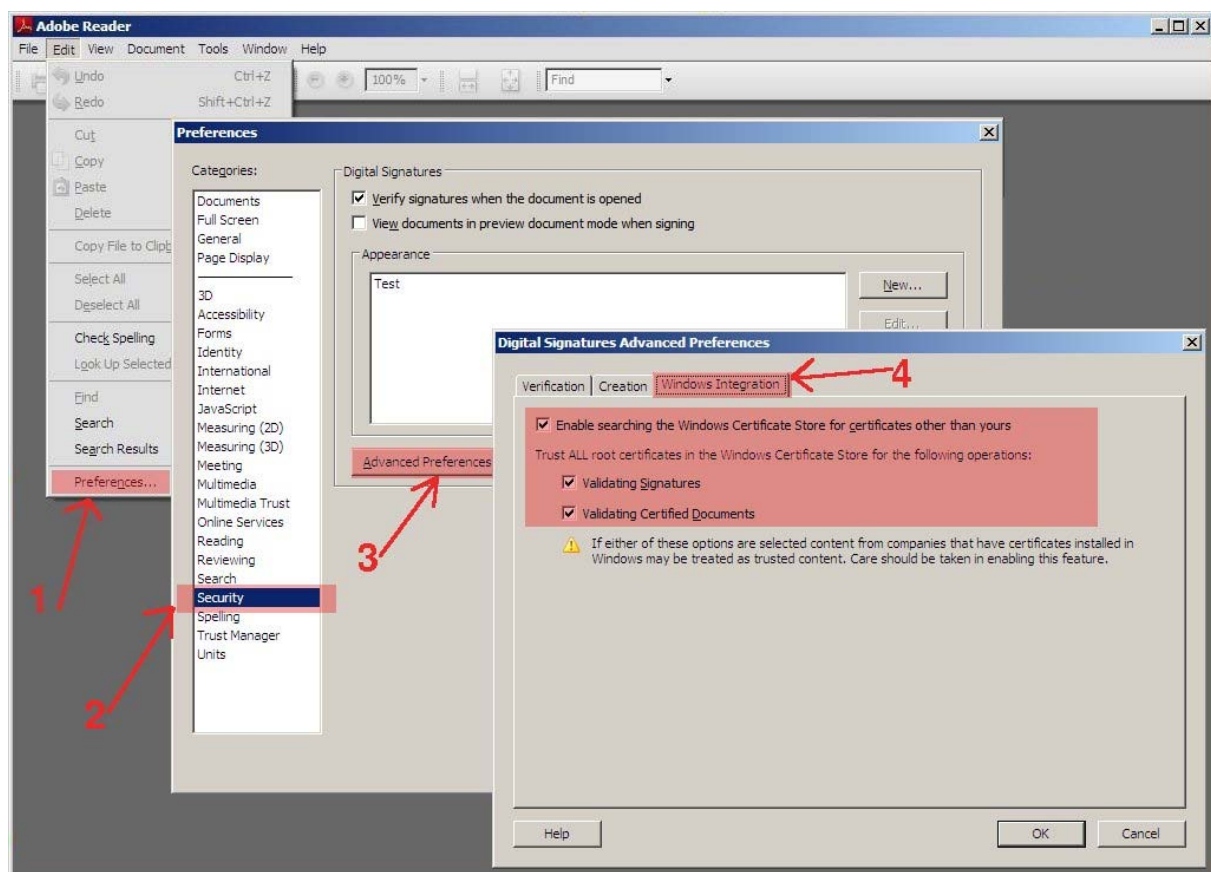 Adobe Reader
File Edit View Document Tools Window Help
Undo Ctrl+Z
Redo Shift+Ctrl+Z
100%
Find
Cut
Copy
Paste
Delete
Copy File to
Select All
Deselect All
Check Spelling
Look Up Selected
Find
Search
Search Results
Preferences...
1
Preferences
Categories:
Documents
Full Screen
General
Page Display
3D
Accessibility
Forms
Identity
International
Internet
JavaScript
Measuring (2D)
Measuring (3D)
Meeting
Multimedia
Multimedia Trust
Online Services
Reading
Reviewing
Search
Security
Spelling
Trust Manager
Units
2
Digital Signatures
Verify signatures when the document is opened
View documents in preview document mode when signing
Appearance
Test
New...
Edit...
Advanced Preferences
3
Digital Signatures Advanced Preferences
Verification Creation Windows Integration
4
Enable searching the Windows Certificate Store for certificates other than yours
Trust ALL root certificates in the Windows Certificate Store for the following operations:
Validating Signatures
Validating Certified Documents
If either of these options are selected content from companies that have certificates installed in
Windows may be treated as trusted content. Care should be taken in enabling this feature.
Help OK Cancel